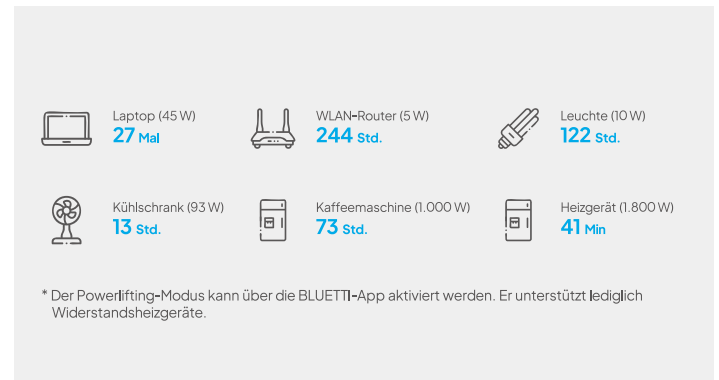 Laptop (45 W)
27 Mal
WLAN-Router (5 W)
244 Std.
Leuchte (10 W)
122 Std.
Kühlschrank (93 W)
13 Std.
Kaffeemaschine (1.000 W)
73 Std.
Heizgerät (1.800 W)
41 Min
* Der Powerlifting-Modus kann über die BLUETTI-App aktiviert werden. Er unterstützt lediglich
Widerstandsheizgeräte.